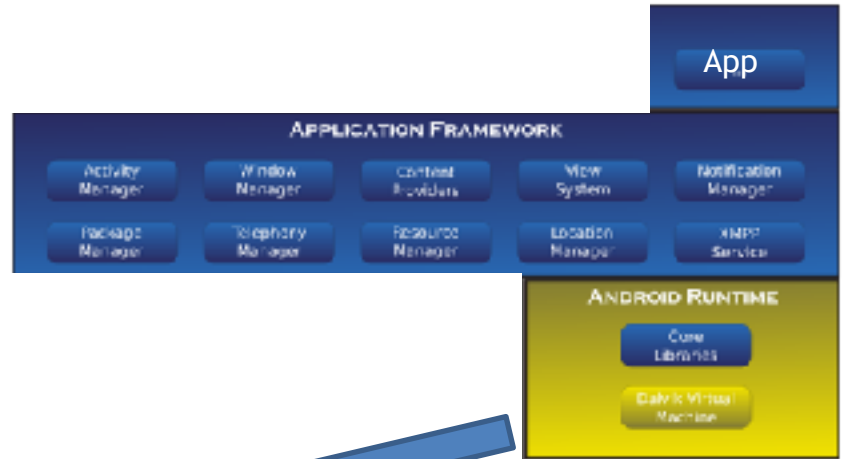 App
APPLICATION FRAMEWORK
Activity Window Content View Notification
Manager Manager Providers System Manager
Package Telephony Resource Location XMPP
Manager Manager Manager Manager Service
ANDROID RUNTIME
Core
Libraries
Dalvik Virtual
Machine